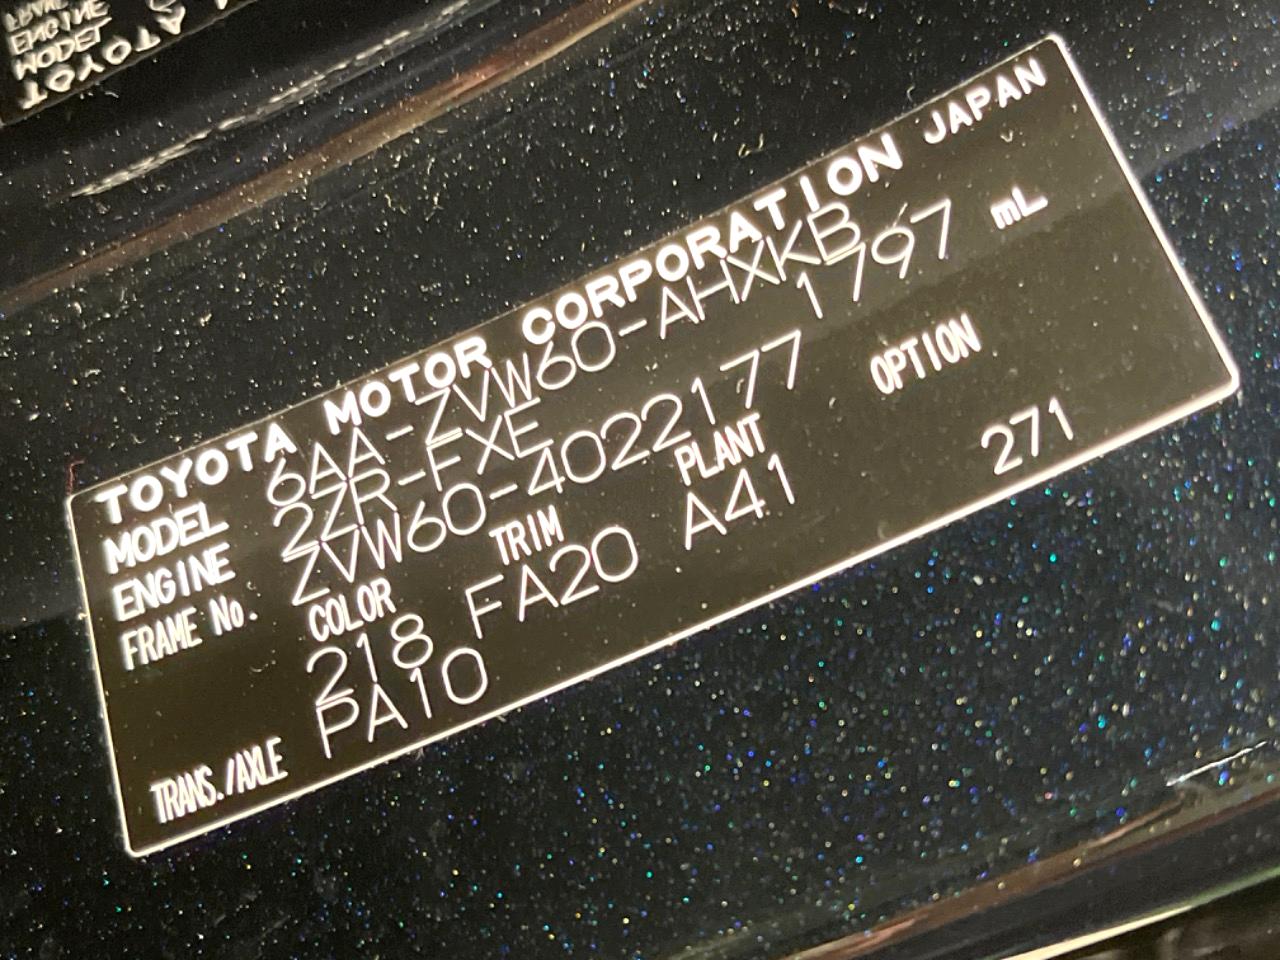 TOYOTA MOTOR CORPORATION JAPAN
MODEL 6AA-ZVW60-AHXKB
ENGINE 2ZR-FXE 1797 mL
FRAME No. ZVW60-4022177
COLOR TRIM PLANT OPTION
218 FA20 A41 271
TRANS./AXLE PA10